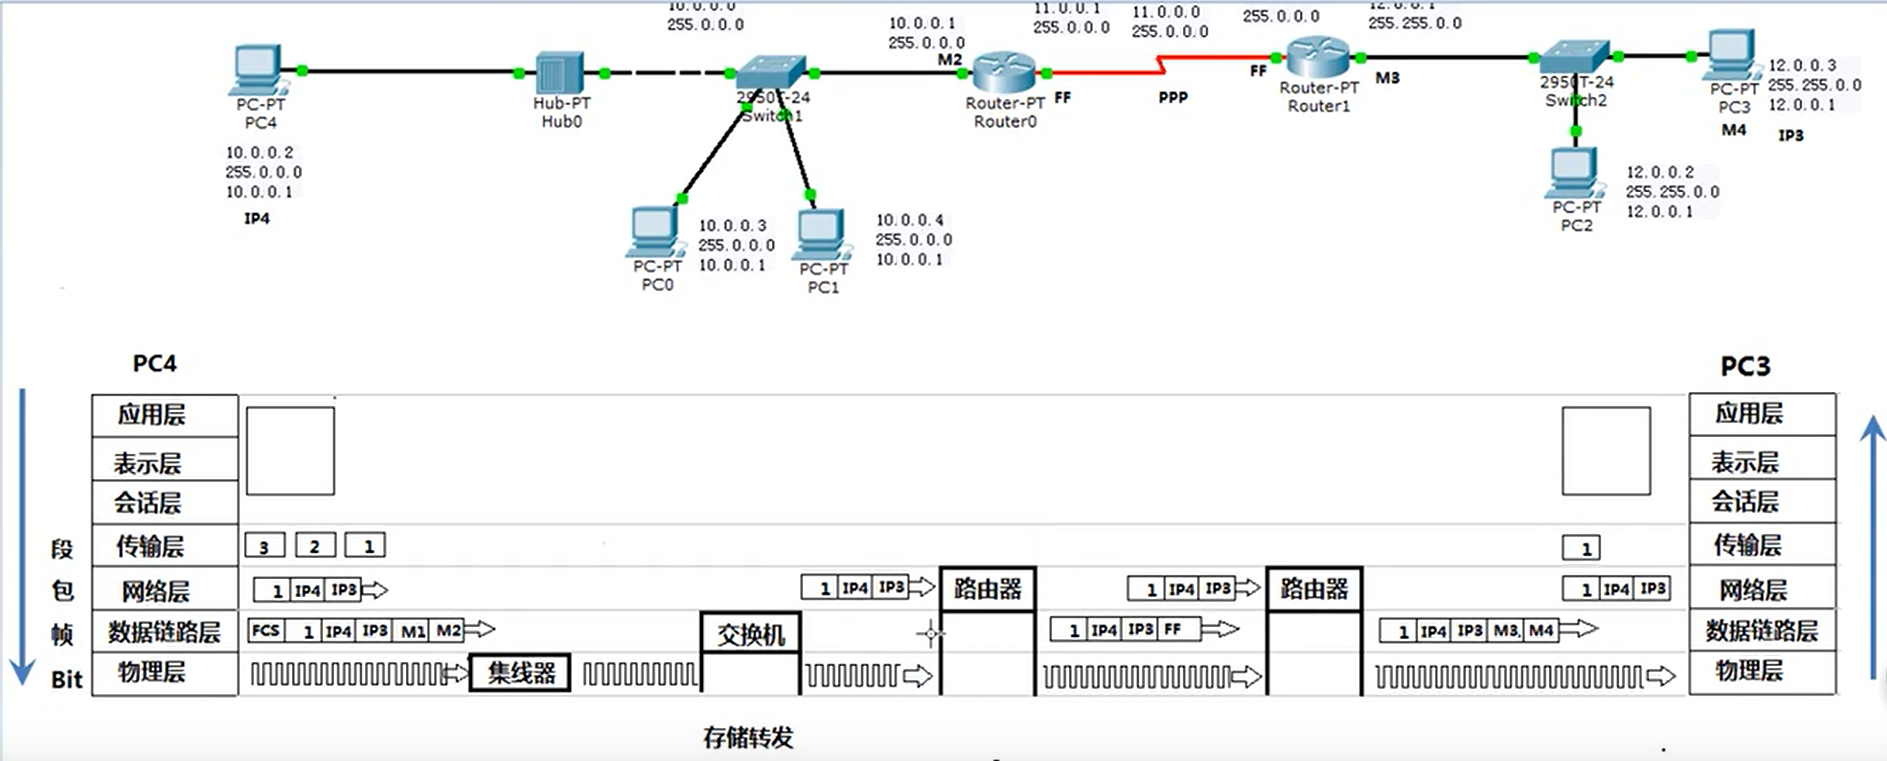 10.0.0.0
255.0.0.0
10.0.0.1
255.0.0.0
M2
11.0.0.1
255.0.0.0
11.0.0.0
255.0.0.0
255.0.0.0
255.255.0.0
PC-PT
PC4
10.0.0.2
255.0.0.0
10.0.0.1
IP4
Hub-PT
Hub0
2950T-24
Switch1
Router-PT
Router0
FF
PPP
FF
Router-PT
Router1
M3
2950T-24
Switch2
PC-PT
PC3
M4
12.0.0.3
255.255.0.0
12.0.0.1
IP3
PC-PT
PC0
10.0.0.3
255.0.0.0
10.0.0.1
PC-PT
PC1
10.0.0.4
255.0.0.0
10.0.0.1
PC-PT
PC2
12.0.0.2
255.255.0.0
12.0.0.1
PC4
PC3
应用层
应用层
表示层
表示层
会话层
会话层
段 传输层 3 2 1 1 传输层
包 网络层 1 IP4 IP3 1 IP4 IP3 路由器 1 IP4 IP3 路由器 1 IP4 IP3 网络层
帧 数据链路层 FCS 1 IP4 IP3 M1 M2 交换机 1 IP4 IP3 FF 1 IP4 IP3 M3, M4 数据链路层
Bit 物理层 集线器 物理层
存储转发